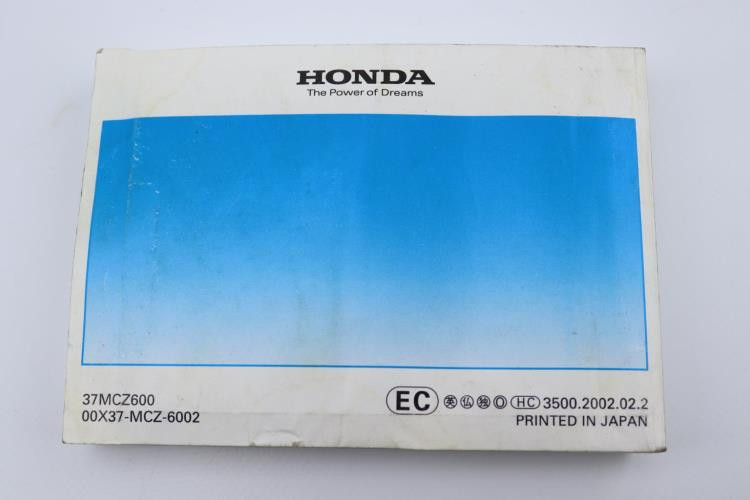 HONDA
The Power of Dreams
37MCZ600
00X37-MCZ-6002
EC 英 仏 独 O HC 3500.2002.02.2
PRINTED IN JAPAN